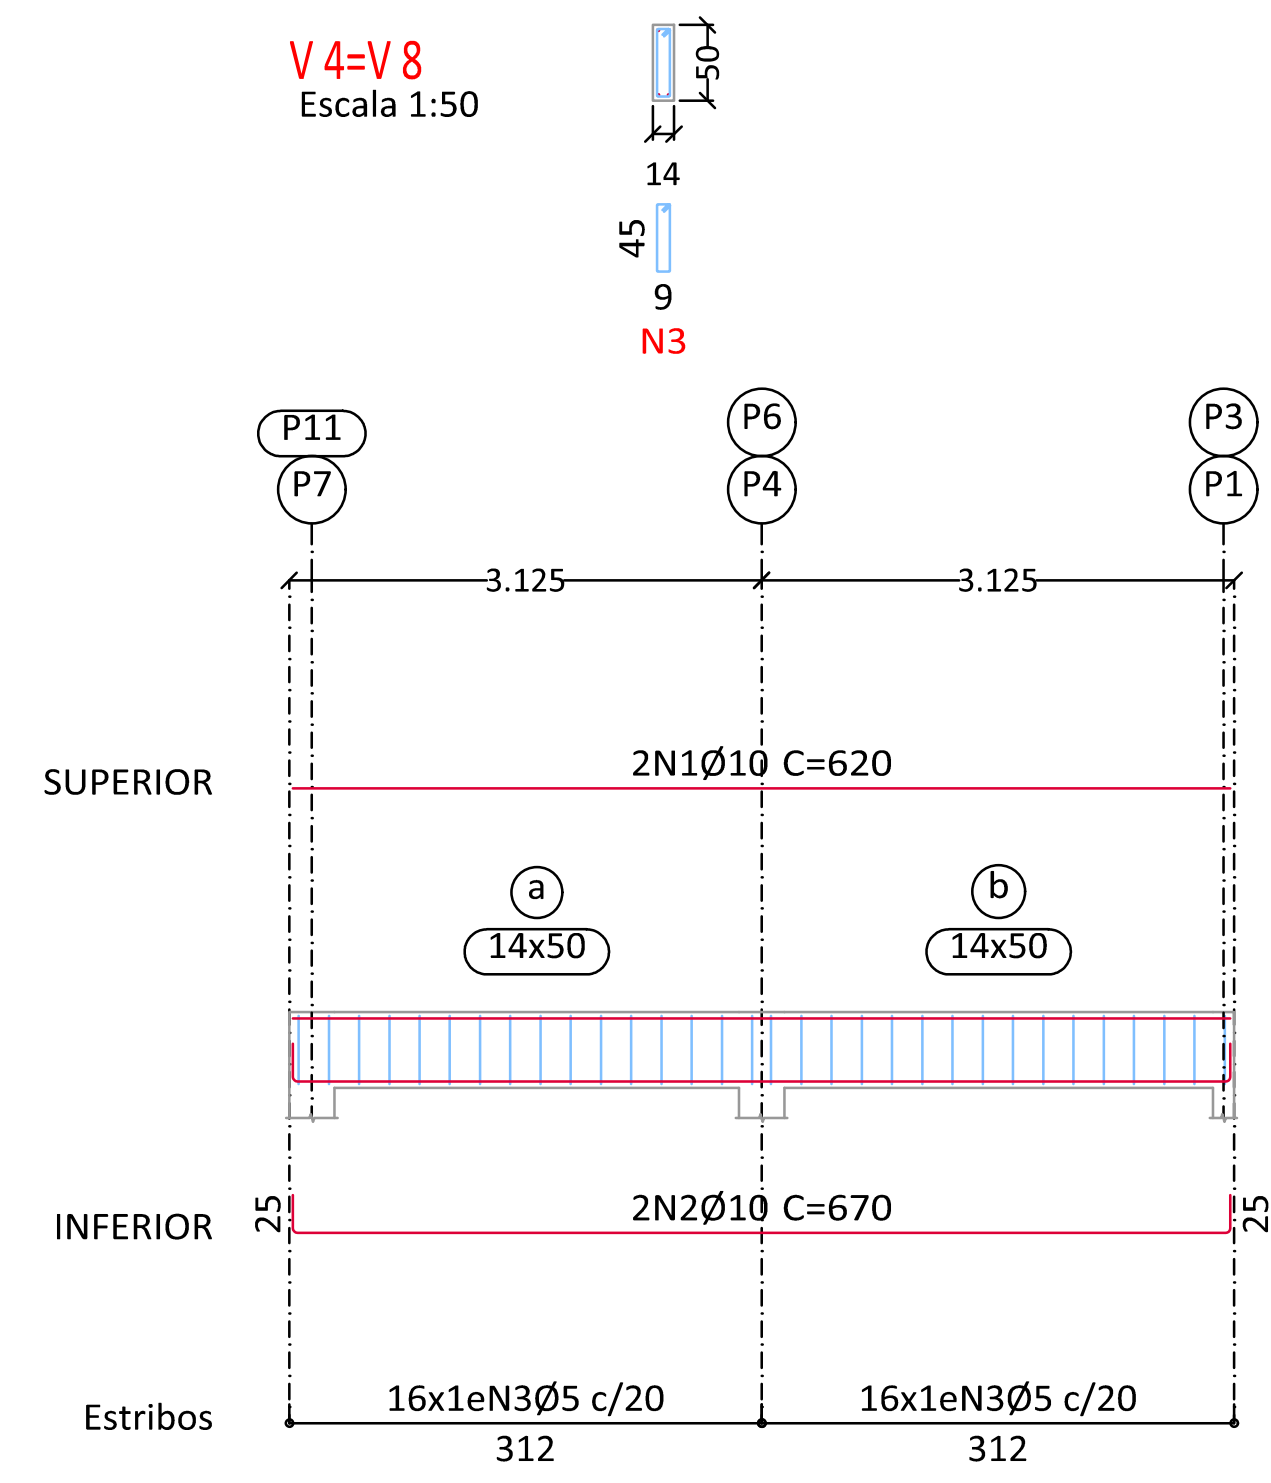 V 4=V 8
Escala 1:50
50
14
45
9
N3
P11
P7
P6
P4
P3
P1
3.125
3.125
2N1Ø10 C=620
SUPERIOR
a
b
14x50
14x50
25
2N2Ø10 C=670
25
INFERIOR
16x1eN3Ø5 c/20
16x1eN3Ø5 c/20
Estribos
312
312